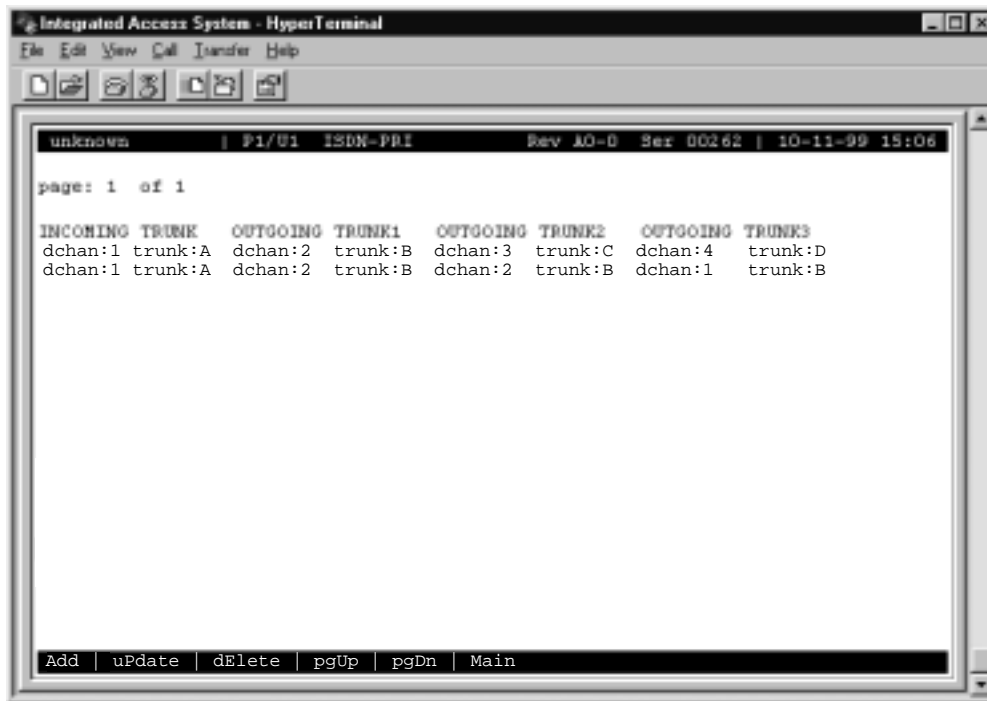 Integrated Access System - HyperTerminal
File Edit View Call Transfer Help
unknown | P1/U1 ISDN-PRI Rev A0-0 Ser 00262 | 10-11-99 15:06
page: 1 of 1
INCOMING TRUNK OUTGOING TRUNK1 OUTGOING TRUNK2 OUTGOING TRUNK3
dchan:1 trunk:A dchan:2 trunk:B dchan:3 trunk:C dchan:4 trunk:D
dchan:1 trunk:A dchan:2 trunk:B dchan:2 trunk:B dchan:1 trunk:B
Add | uPdate | dElete | pgUp | pgDn | Main